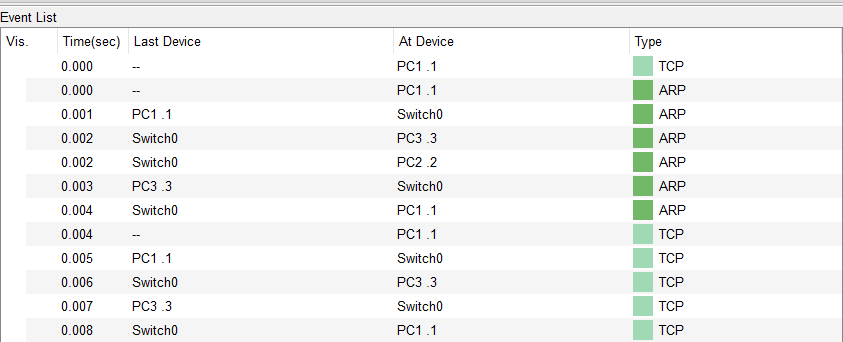 Event List
Vis. Time(sec) Last Device At Device Type
0.000 -- PC1 .1 TCP
0.000 -- PC1 .1 ARP
0.001 PC1 .1 Switch0 ARP
0.002 Switch0 PC3 .3 ARP
0.002 Switch0 PC2 .2 ARP
0.003 PC3 .3 Switch0 ARP
0.004 Switch0 PC1 .1 ARP
0.004 -- PC1 .1 TCP
0.005 PC1 .1 Switch0 TCP
0.006 Switch0 PC3 .3 TCP
0.007 PC3 .3 Switch0 TCP
0.008 Switch0 PC1 .1 TCP